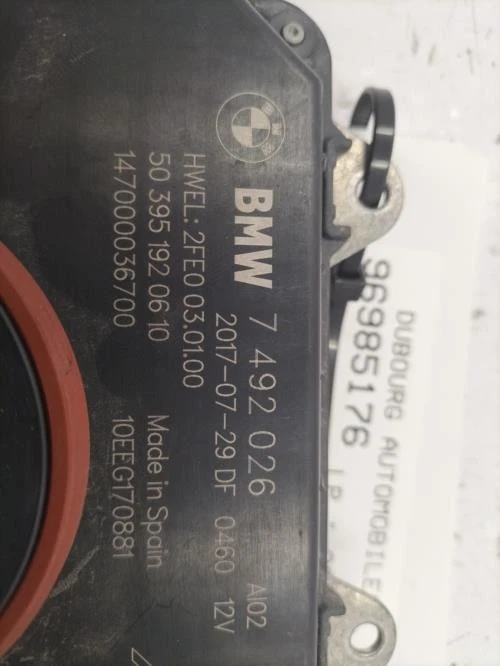 BMW 7 492 026 AI02
2017-07-29 DF 0460 12V
HWEL: 2FE0 03.01.00
50 395 192 06 10 Made in Spain
147000036700 10EEG170881
DUBOURG AUTOMOBILE
96985176